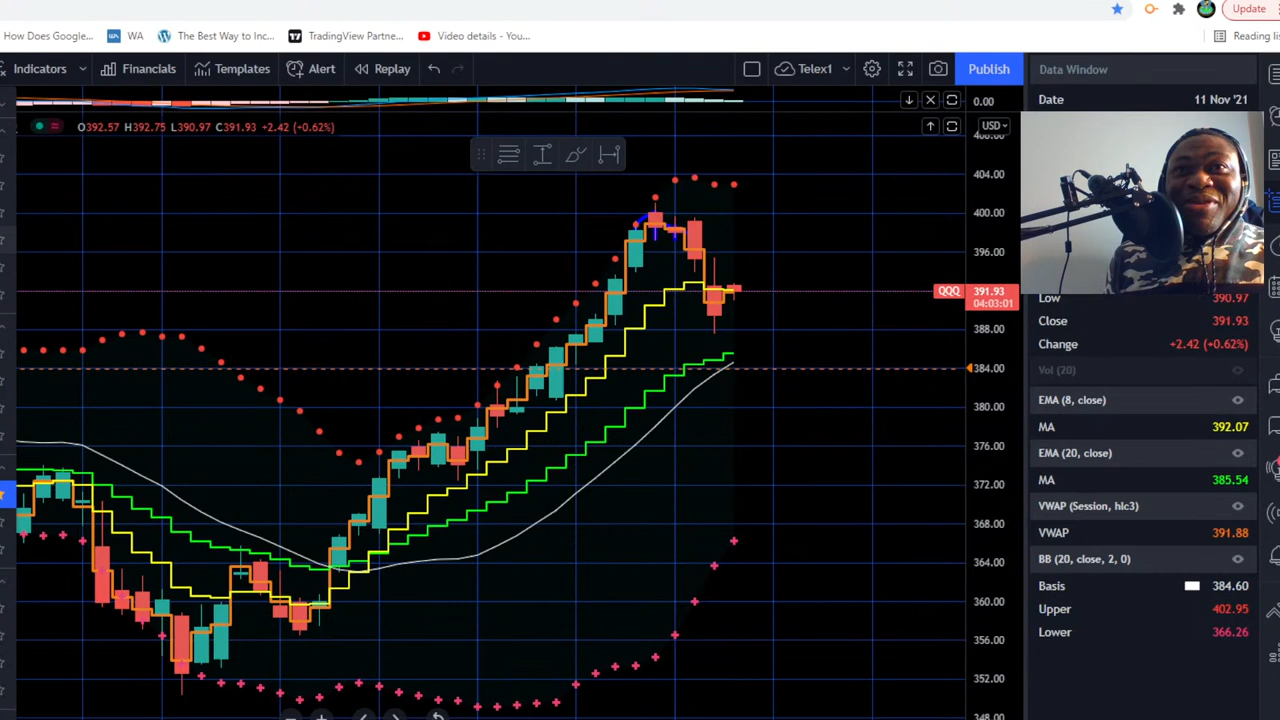 Update
How Does Google...
WA
The Best Way to Inc...
TradingView Partne...
Video details - You...
Reading lis
Indicators
Financials
Templates
Alert
Replay
Telex1
Publish
Data Window
0.00
Date
11 Nov '21
O392.57 H392.75 L390.97 C391.93 +2.42 (+0.62%)
USD
408.00
404.00
400.00
396.00
QQQ
391.93
04:03:01
388.00
384.00
380.00
376.00
372.00
368.00
364.00
360.00
356.00
352.00
348.00
Low
390.97
Close
391.93
Change
+2.42 (+0.62%)
Vol (20)
EMA (8, close)
MA
392.07
EMA (20, close)
MA
385.54
VWAP (Session, hlc3)
VWAP
391.88
BB (20, close, 2, 0)
Basis
384.60
Upper
402.95
Lower
366.26